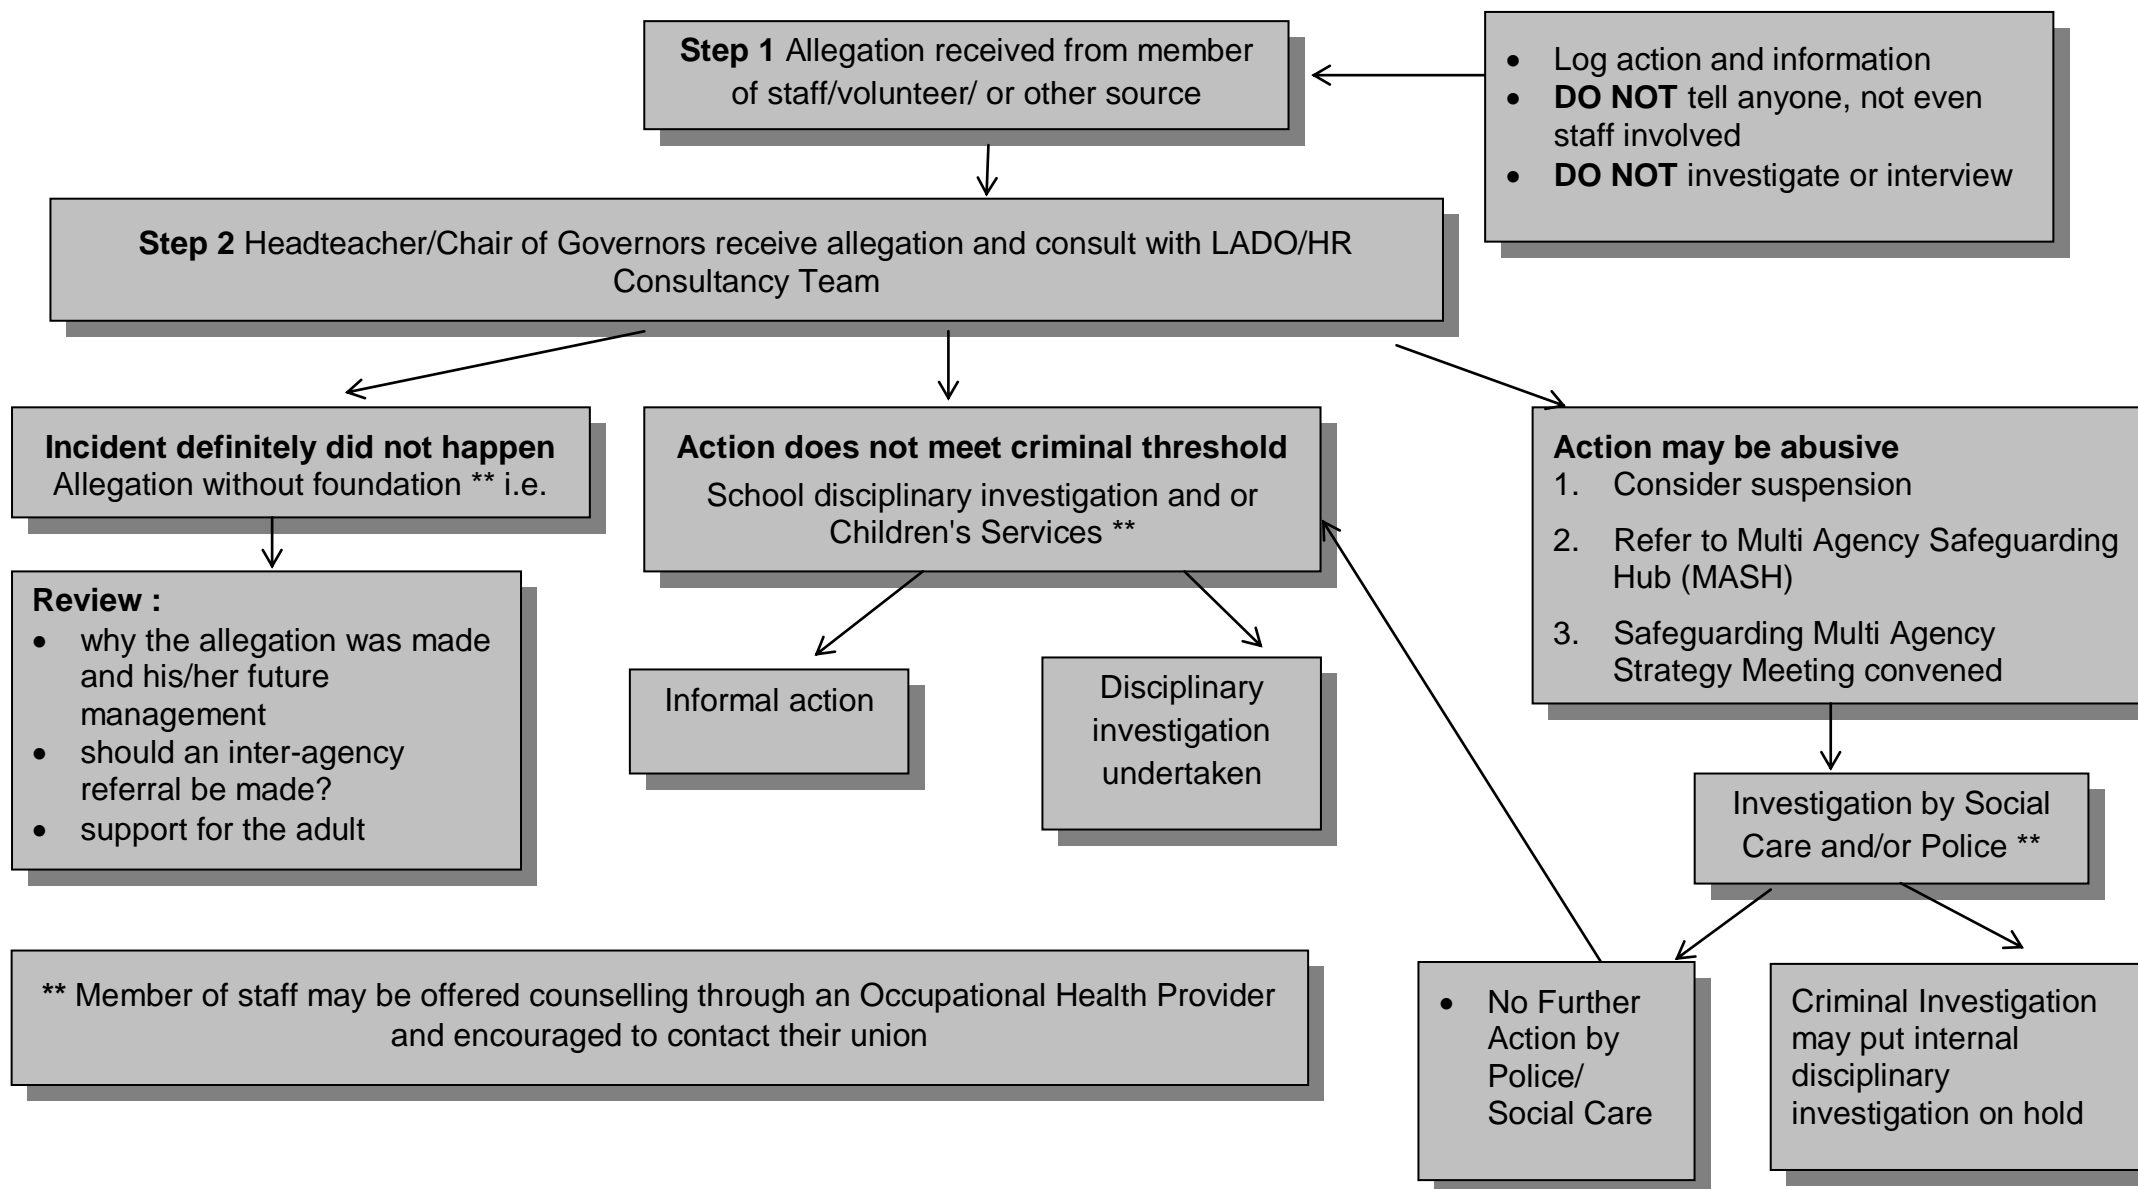 Step 1 Allegation received from member
of staff/volunteer/ or other source
• Log action and information
• DO NOT tell anyone, not even
staff involved
• DO NOT investigate or interview
Step 2 Headteacher/Chair of Governors receive allegation and consult with LADO/HR
Consultancy Team
Incident definitely did not happen
Allegation without foundation ** i.e.
Review :
• why the allegation was made
and his/her future
management
• should an inter-agency
referral be made?
• support for the adult
Action does not meet criminal threshold
School disciplinary investigation and or
Children's Services **
Informal action
Disciplinary
investigation
undertaken
Action may be abusive
1. Consider suspension
2. Refer to Multi Agency Safeguarding
Hub (MASH)
3. Safeguarding Multi Agency
Strategy Meeting convened
Investigation by Social
Care and/or Police **
• No Further
Action by
Police/
Social Care
Criminal Investigation
may put internal
disciplinary
investigation on hold
** Member of staff may be offered counselling through an Occupational Health Provider
and encouraged to contact their union